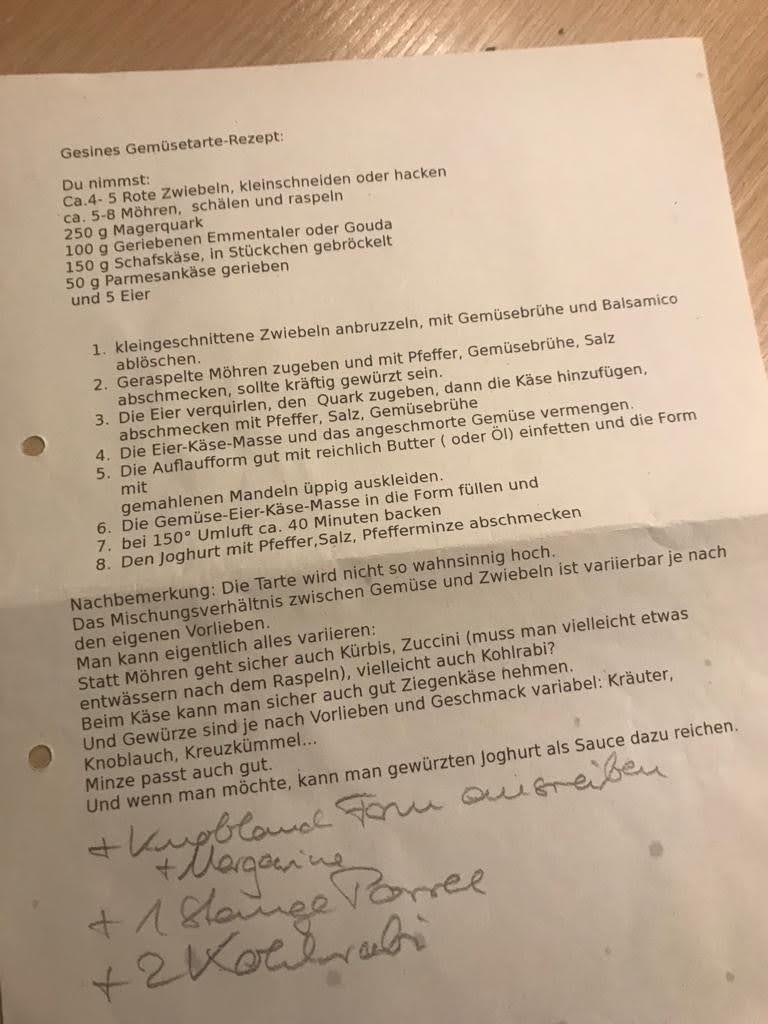 Gesines Gemüsetarte-Rezept:
Du nimmst:
Ca.4- 5 Rote Zwiebeln, kleinschneiden oder hacken
ca. 5-8 Möhren, schälen und raspeln
250 g Magerquark
100 g Geriebenen Emmentaler oder Gouda
150 g Schafskäse, in Stückchen gebröckelt
50 g Parmesankäse gerieben
und 5 Eier
1. kleingeschnittene Zwiebeln anbruzzeln, mit Gemüsebrühe und Balsamico
ablöschen.
2. Geraspelte Möhren zugeben und mit Pfeffer, Gemüsebrühe, Salz
abschmecken, sollte kräftig gewürzt sein.
3. Die Eier verquirlen, den Quark zugeben, dann die Käse hinzufügen,
abschmecken mit Pfeffer, Salz, Gemüsebrühe
4. Die Eier-Käse-Masse und das angeschmorte Gemüse vermengen.
5. Die Auflaufform gut mit reichlich Butter ( oder Öl) einfetten und die Form
mit
gemahlenen Mandeln üppig auskleiden.
6. Die Gemüse-Eier-Käse-Masse in die Form füllen und
7. bei 150° Umluft ca. 40 Minuten backen
8. Den Joghurt mit Pfeffer,Salz, Pfefferminze abschmecken
Nachbemerkung: Die Tarte wird nicht so wahnsinnig hoch.
Das Mischungsverhältnis zwischen Gemüse und Zwiebeln ist variierbar je nach
den eigenen Vorlieben.
Man kann eigentlich alles variieren:
Statt Möhren geht sicher auch Kürbis, Zuccini (muss man vielleicht etwas
entwässern nach dem Raspeln), vielleicht auch Kohlrabi?
Beim Käse kann man sicher auch gut Ziegenkäse nehmen.
Und Gewürze sind je nach Vorlieben und Geschmack variabel: Kräuter,
Knoblauch, Kreuzkümmel...
Minze passt auch gut.
Und wenn man möchte, kann man gewürzten Joghurt als Sauce dazu reichen.
+ Knoblauch Form ausreiben
+ Margarine
+ 1 Stange Porree
+ 2 Kohlrabi